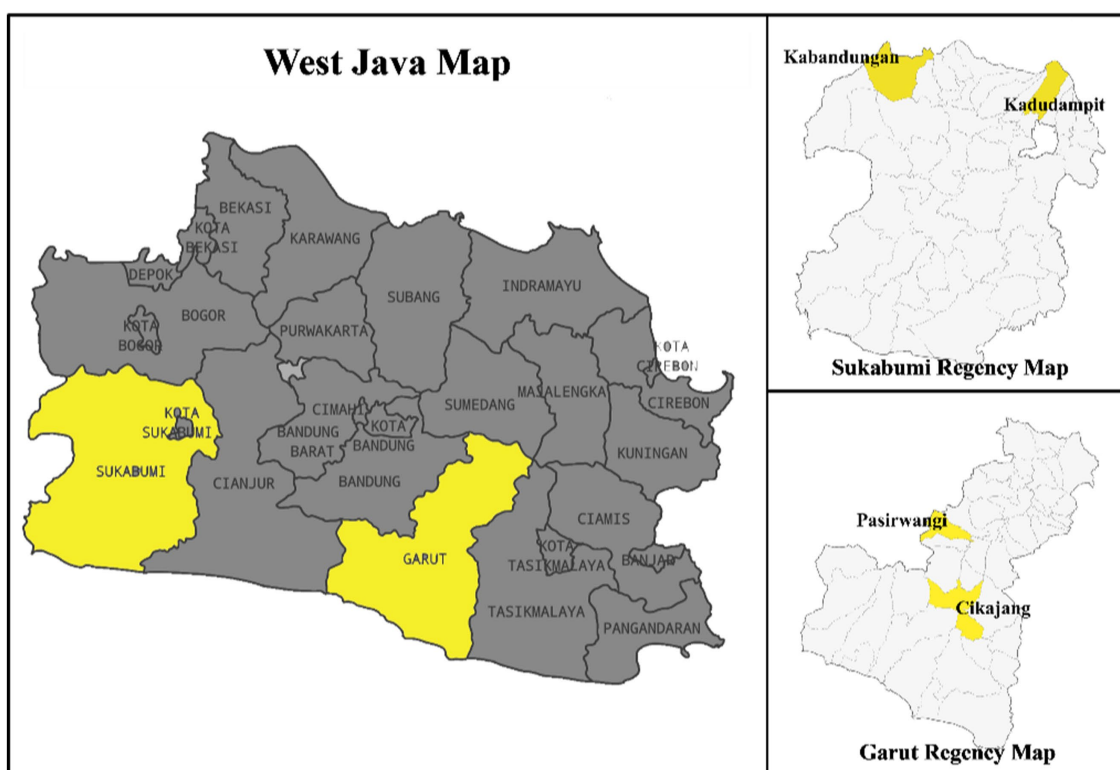 West Java Map
BEKASI
KOTA
BEKASI
KARAWANG
DEPOK
BOGOR
KOTA
BOGOR
PURWAKARTA
SUBANG
INDRAMAYU
KOTA
CIREBON
CIREBON
MAJALENGKA
SUMEDANG
KUNINGAN
CIMAHI
KOTA
BANDUNG
BANDUNG
BARAT
BANDUNG
KOTA
SUKABUMI
SUKABUMI
CIANJUR
GARUT
CIAMIS
KOTA
TASIKMALAYA
BANJAR
TASIKMALAYA
PANGANDARAN
Kabandungan
Kadudampit
Sukabumi Regency Map
Pasirwangi
Cikajang
Garut Regency Map